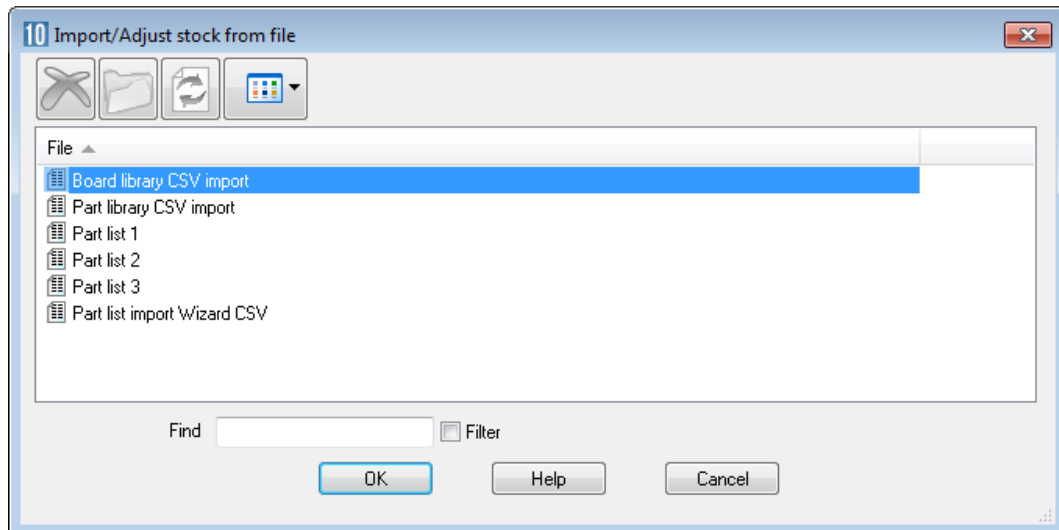 10 Import/Adjust stock from file
File
Board library CSV import
Part library CSV import
Part list 1
Part list 2
Part list 3
Part list import Wizard CSV
Find Filter
OK Help Cancel